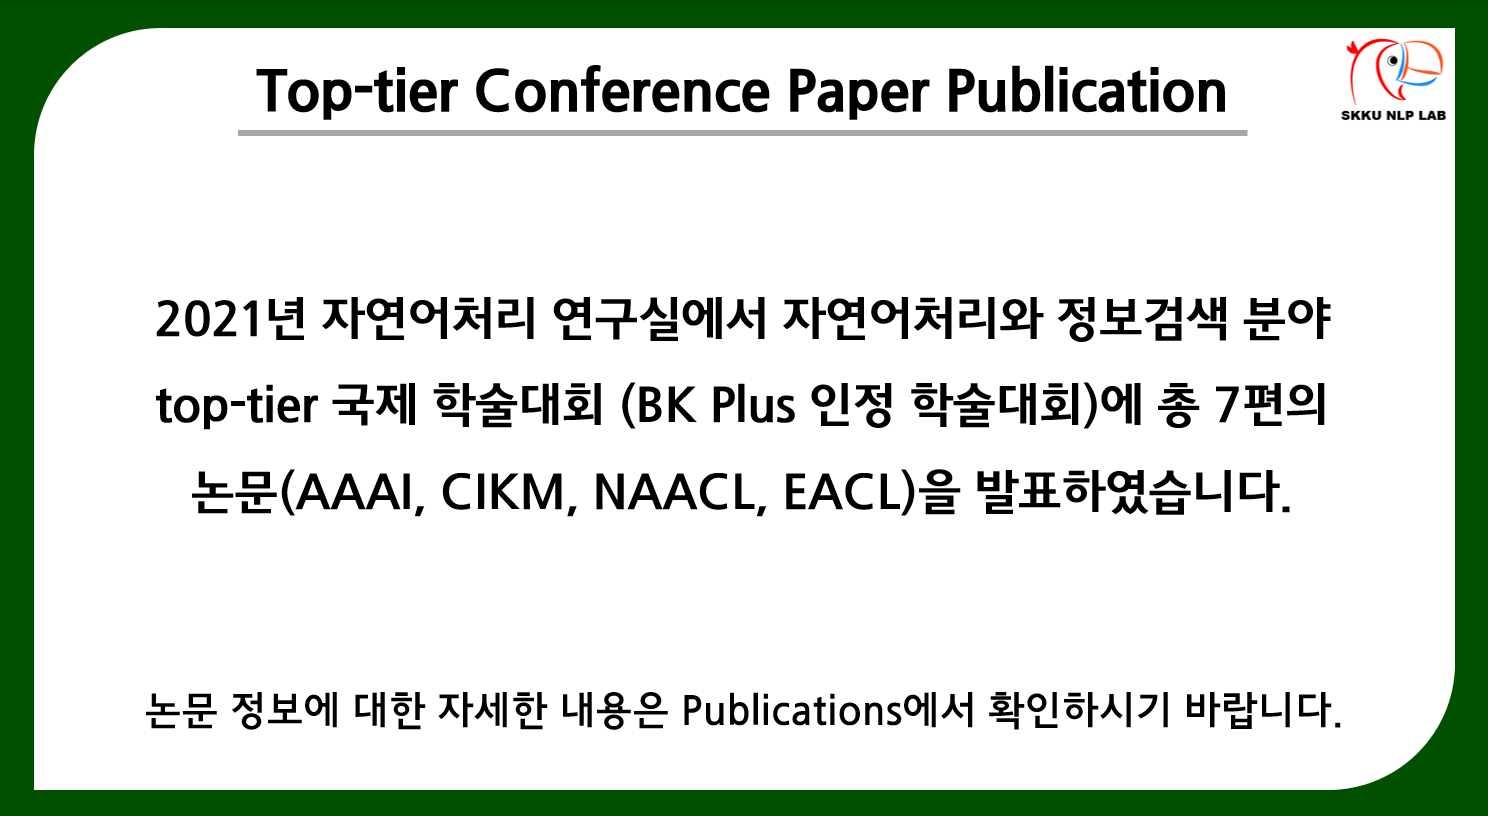 Top-tier Conference Paper Publication
SKKU NLP LAB
2021년 자연어처리 연구실에서 자연어처리와 정보검색 분야
top-tier 국제 학술대회 (BK Plus 인정 학술대회)에 총 7편의
논문(AAAI, CIKM, NAACL, EACL)을 발표하였습니다.
논문 정보에 대한 자세한 내용은 Publications에서 확인하시기 바랍니다.